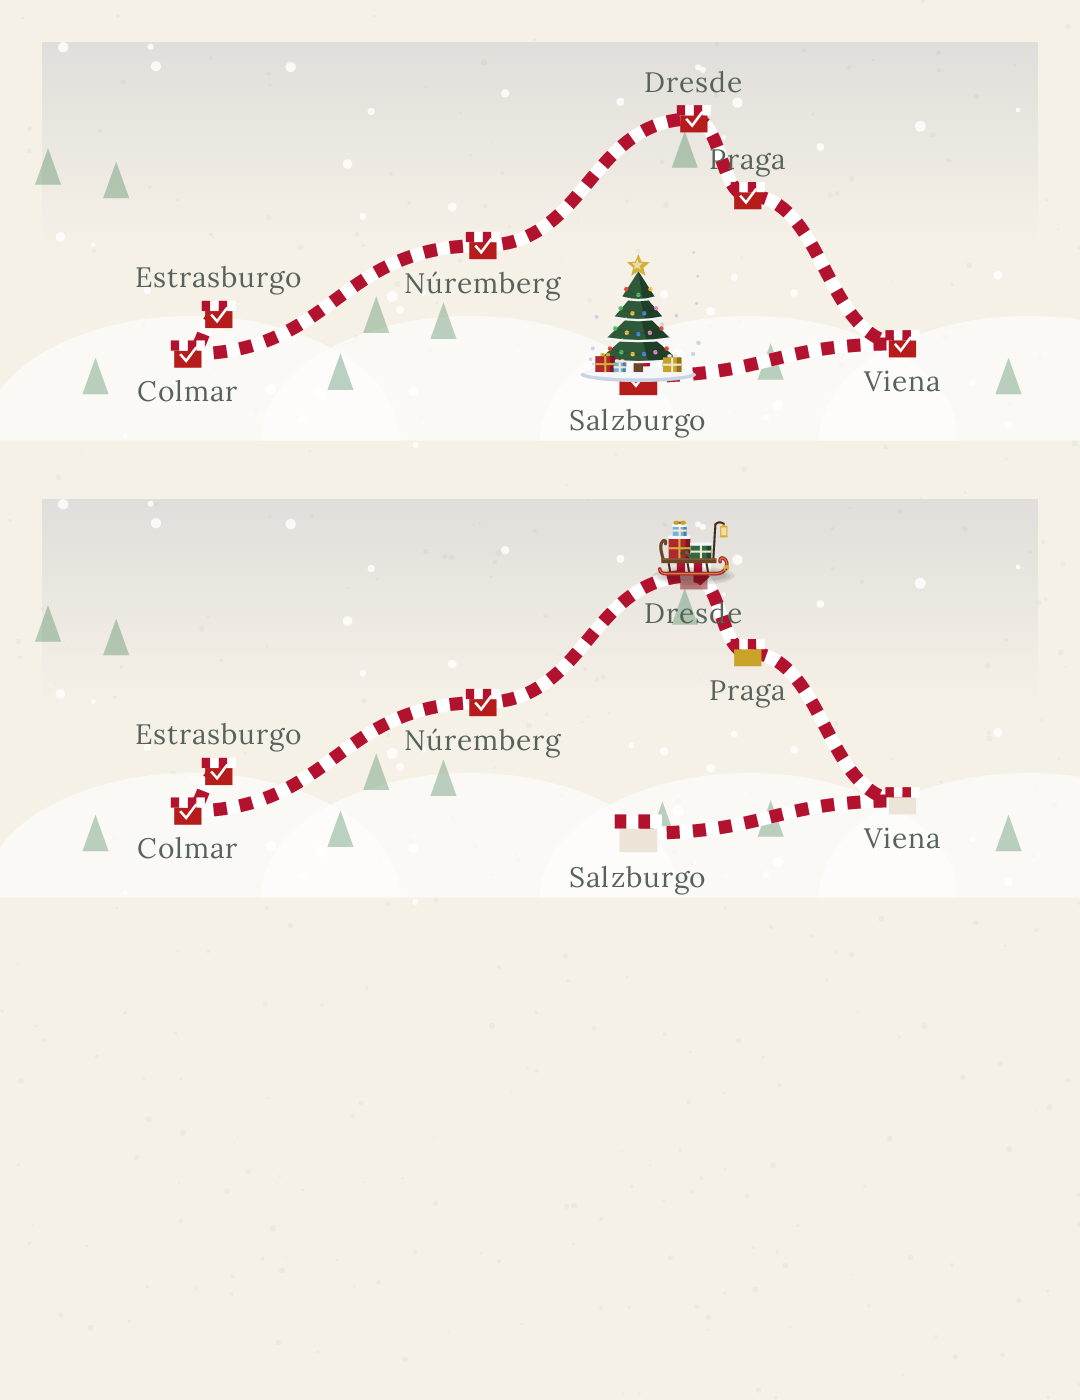 Dresde
Praga
Estrasburgo
Núremberg
Colmar
Viena
Salzburgo
Dresde
Praga
Estrasburgo
Núremberg
Colmar
Viena
Salzburgo